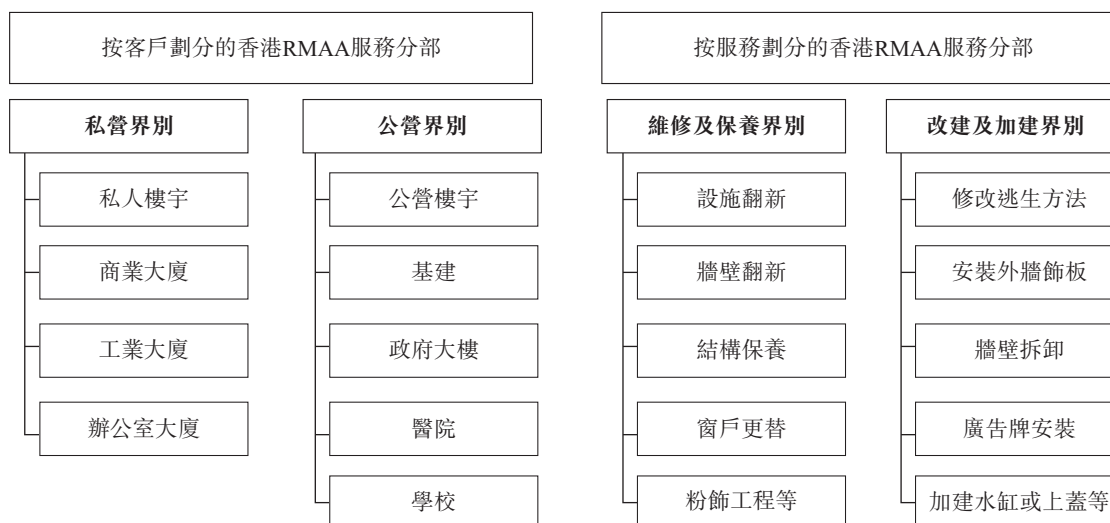 按客戶劃分的香港RMAA服務分部
私營界別
私人樓宇
商業大廈
工業大廈
辦公室大廈
公營界別
公營樓宇
基建
政府大樓
醫院
學校
按服務劃分的香港RMAA服務分部
維修及保養界別
設施翻新
牆壁翻新
結構保養
窗戶更替
粉飾工程等
改建及加建界別
修改逃生方法
安裝外牆飾板
牆壁拆卸
廣告牌安裝
加建水缸或上蓋等